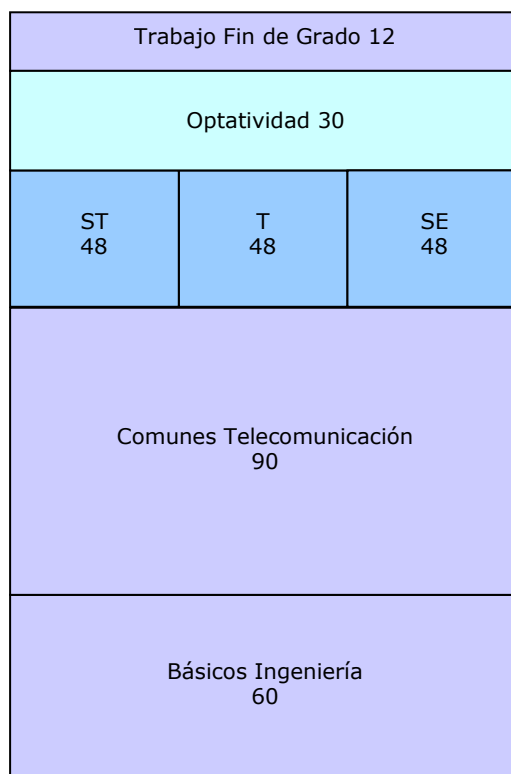 Trabajo Fin de Grado 12
Optatividad 30
ST
48
T
48
SE
48
Comunes Telecomunicación
90
Básicos Ingeniería
60